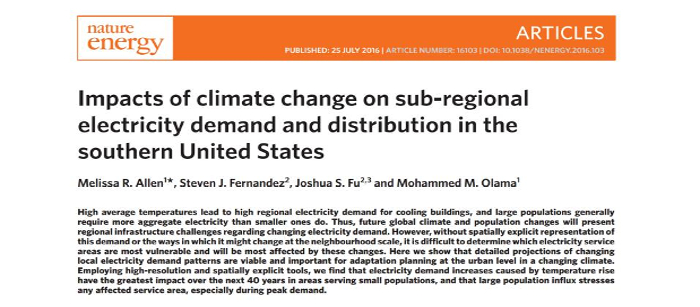 nature
energy
ARTICLES
PUBLISHED: 25 JULY 2016 | ARTICLE NUMBER: 16103 | DOI: 10.1038/NENERGY.2016.103
Impacts of climate change on sub-regional
electricity demand and distribution in the
southern United States
Melissa R. Allen¹*, Steven J. Fernandez², Joshua S. Fu²,³ and Mohammed M. Olama¹
High average temperatures lead to high regional electricity demand for cooling buildings, and large populations generally
require more aggregate electricity than smaller ones do. Thus, future global climate and population changes will present
regional infrastructure challenges regarding changing electricity demand. However, without spatially explicit representation of
this demand or the ways in which it might change at the neighbourhood scale, it is difficult to determine which electricity service
areas are most vulnerable and will be most affected by these changes. Here we show that detailed projections of changing
local electricity demand patterns are viable and important for adaptation planning at the urban level in a changing climate.
Employing high-resolution and spatially explicit tools, we find that electricity demand increases caused by temperature rise
have the greatest impact over the next 40 years in areas serving small populations, and that large population influx stresses
any affected service area, especially during peak demand.